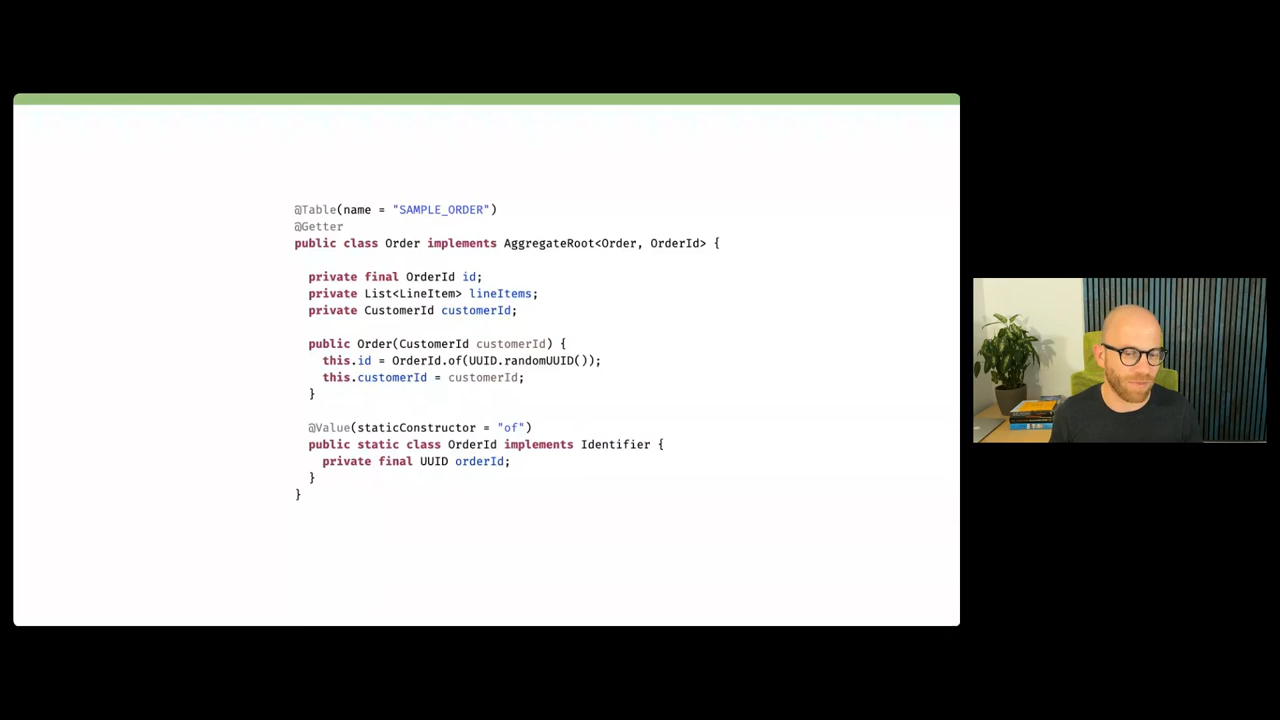 @Table(name = "SAMPLE_ORDER")
@Getter
public class Order implements AggregateRoot<Order, OrderId> {
private final OrderId id;
private List<LineItem> lineItems;
private CustomerId customerId;
public Order(CustomerId customerId) {
this.id = OrderId.of(UUID.randomUUID());
this.customerId = customerId;
}
@Value(staticConstructor = "of")
public static class OrderId implements Identifier {
private final UUID orderId;
}
}